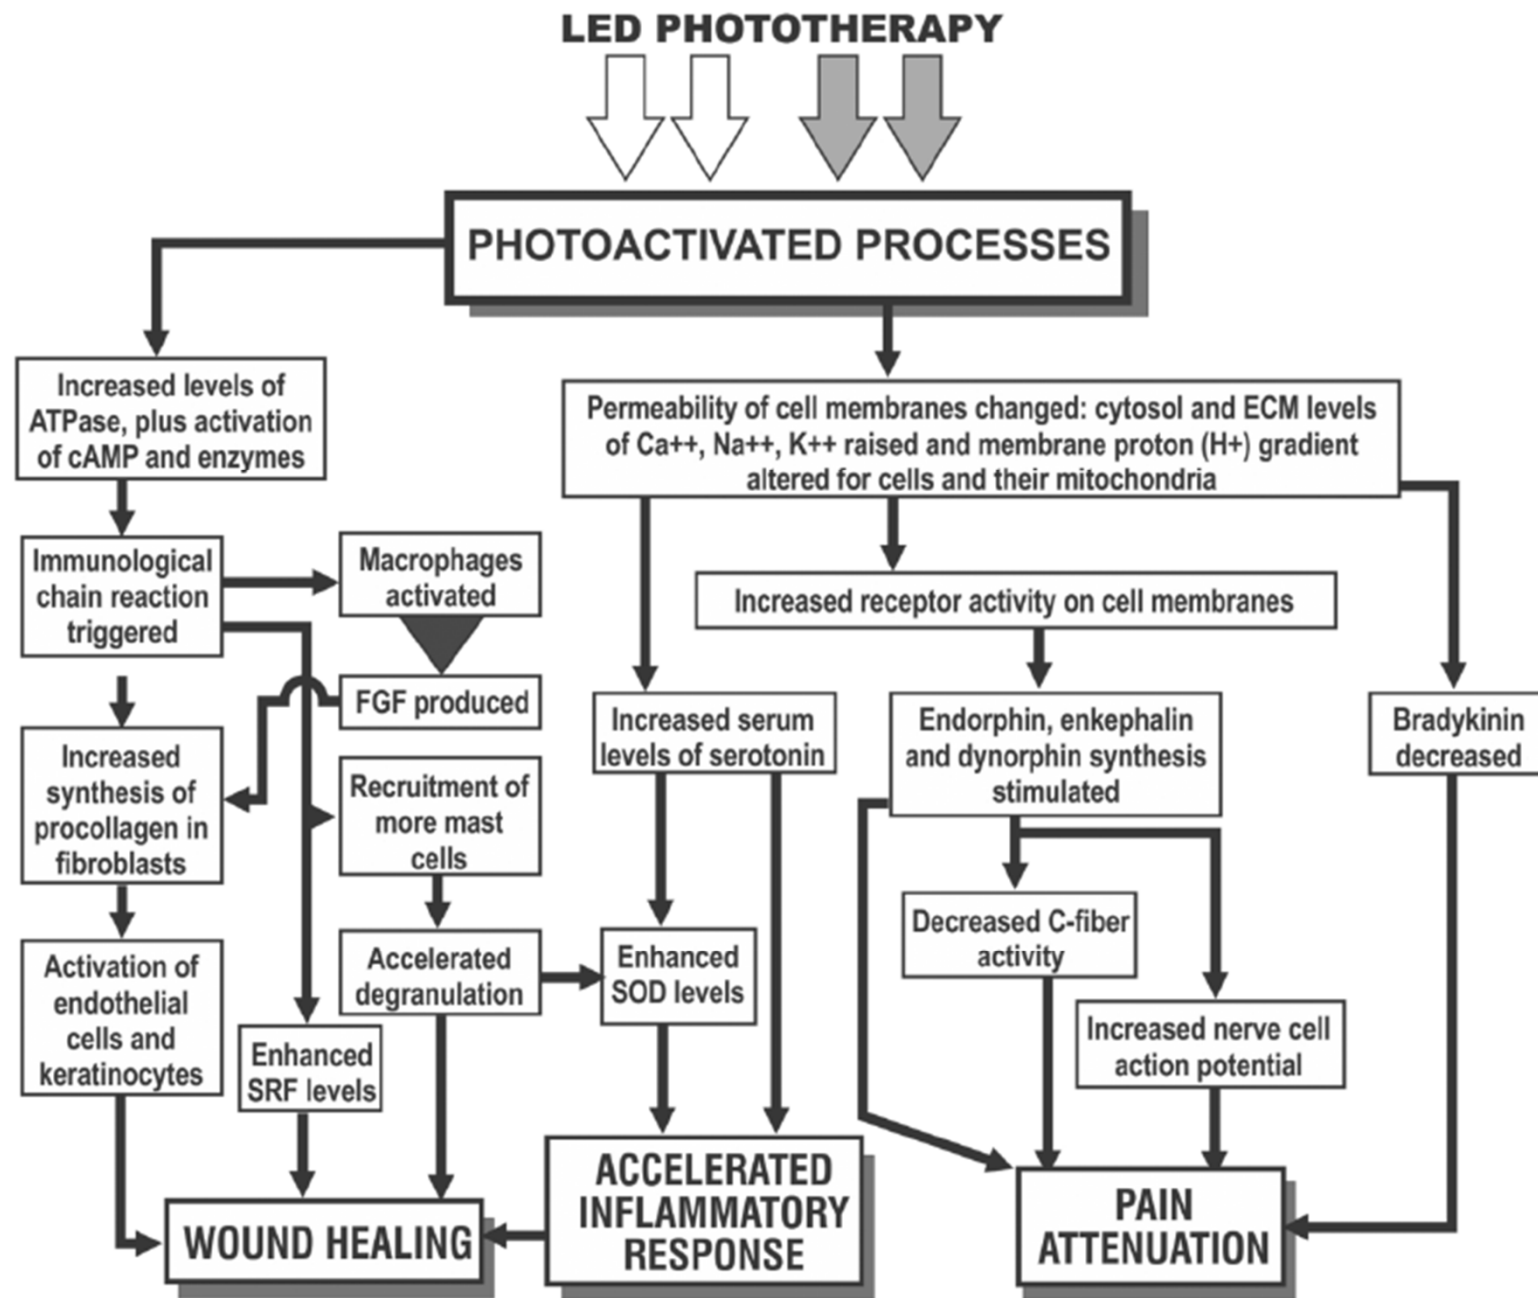 LED PHOTOTHERAPY
PHOTOACTIVATED PROCESSES
Increased levels of
ATPase, plus activation
of cAMP and enzymes
Permeability of cell membranes changed: cytosol and ECM levels
of Ca++, Na++, K++ raised and membrane proton (H+) gradient
altered for cells and their mitochondria
Immunological
chain reaction
triggered
Macrophages
activated
Increased receptor activity on cell membranes
FGF produced
Increased serum
levels of serotonin
Endorphin, enkephalin
and dynorphin synthesis
stimulated
Bradykinin
decreased
Increased
synthesis of
procollagen in
fibroblasts
Recruitment of
more mast
cells
Decreased C-fiber
activity
Activation of
endothelial
cells and
keratinocytes
Accelerated
degranulation
Enhanced
SOD levels
Enhanced
SRF levels
Increased nerve cell
action potential
WOUND HEALING
ACCELERATED
INFLAMMATORY
RESPONSE
PAIN
ATTENUATION